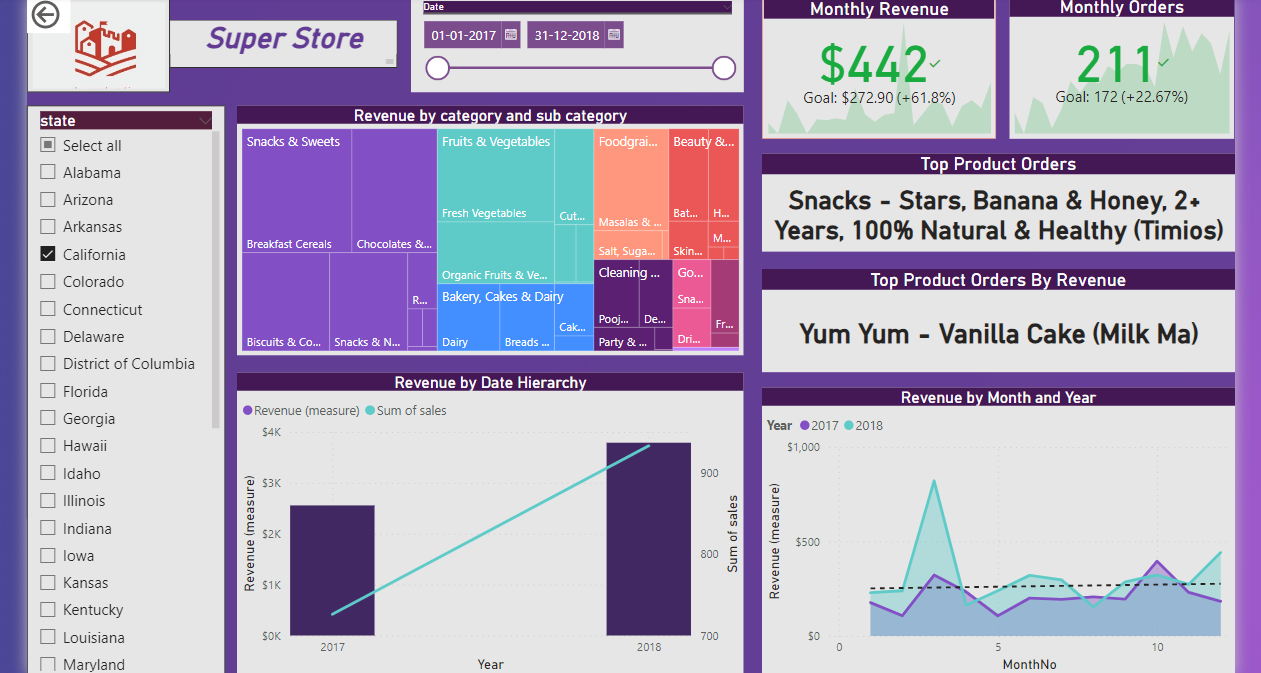 Super Store
Date
01-01-2017
31-12-2018
Monthly Revenue
$442
Goal: $272.90 (+61.8%)
Monthly Orders
211
Goal: 172 (+22.67%)
state
Select all
Alabama
Arizona
Arkansas
California
Colorado
Connecticut
Delaware
District of Columbia
Florida
Georgia
Hawaii
Idaho
Illinois
Indiana
Iowa
Kansas
Kentucky
Louisiana
Maryland
Revenue by category and sub category
Snacks & Sweets
Breakfast Cereals
Chocolates &...
Biscuits & Co...
Snacks & N...
R...
Fruits & Vegetables
Fresh Vegetables
Cut...
Organic Fruits & Ve...
Bakery, Cakes & Dairy
Dairy
Breads ...
Cak...
Foodgrai...
Masalas & ...
Salt, Suga...
Beauty &...
Bat...
H...
Skin...
M...
Cleaning ...
Pooj...
De...
Party & ...
Go...
Sna...
Dri...
Fr...
Top Product Orders
Snacks - Stars, Banana & Honey, 2+
Years, 100% Natural & Healthy (Timios)
Top Product Orders By Revenue
Yum Yum - Vanilla Cake (Milk Ma)
Revenue by Date Hierarchy
Revenue (measure)
Sum of sales
$4K
$3K
$2K
$1K
$0K
Revenue (measure)
900
800
700
Sum of sales
2017
2018
Year
Revenue by Month and Year
Year
2017
2018
$1,000
$500
$0
Revenue (measure)
0
5
10
MonthNo